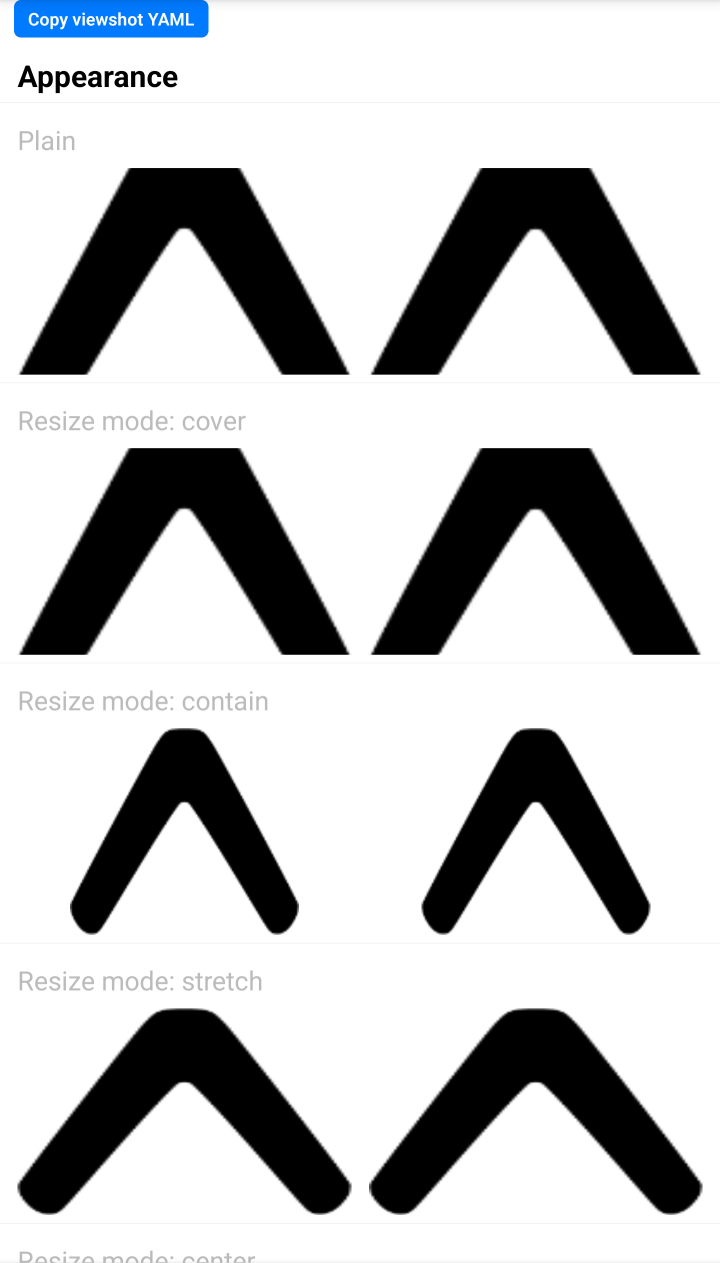 Copy viewshot YAML
Appearance
Plain
Resize mode: cover
Resize mode: contain
Resize mode: stretch
Resize mode: center